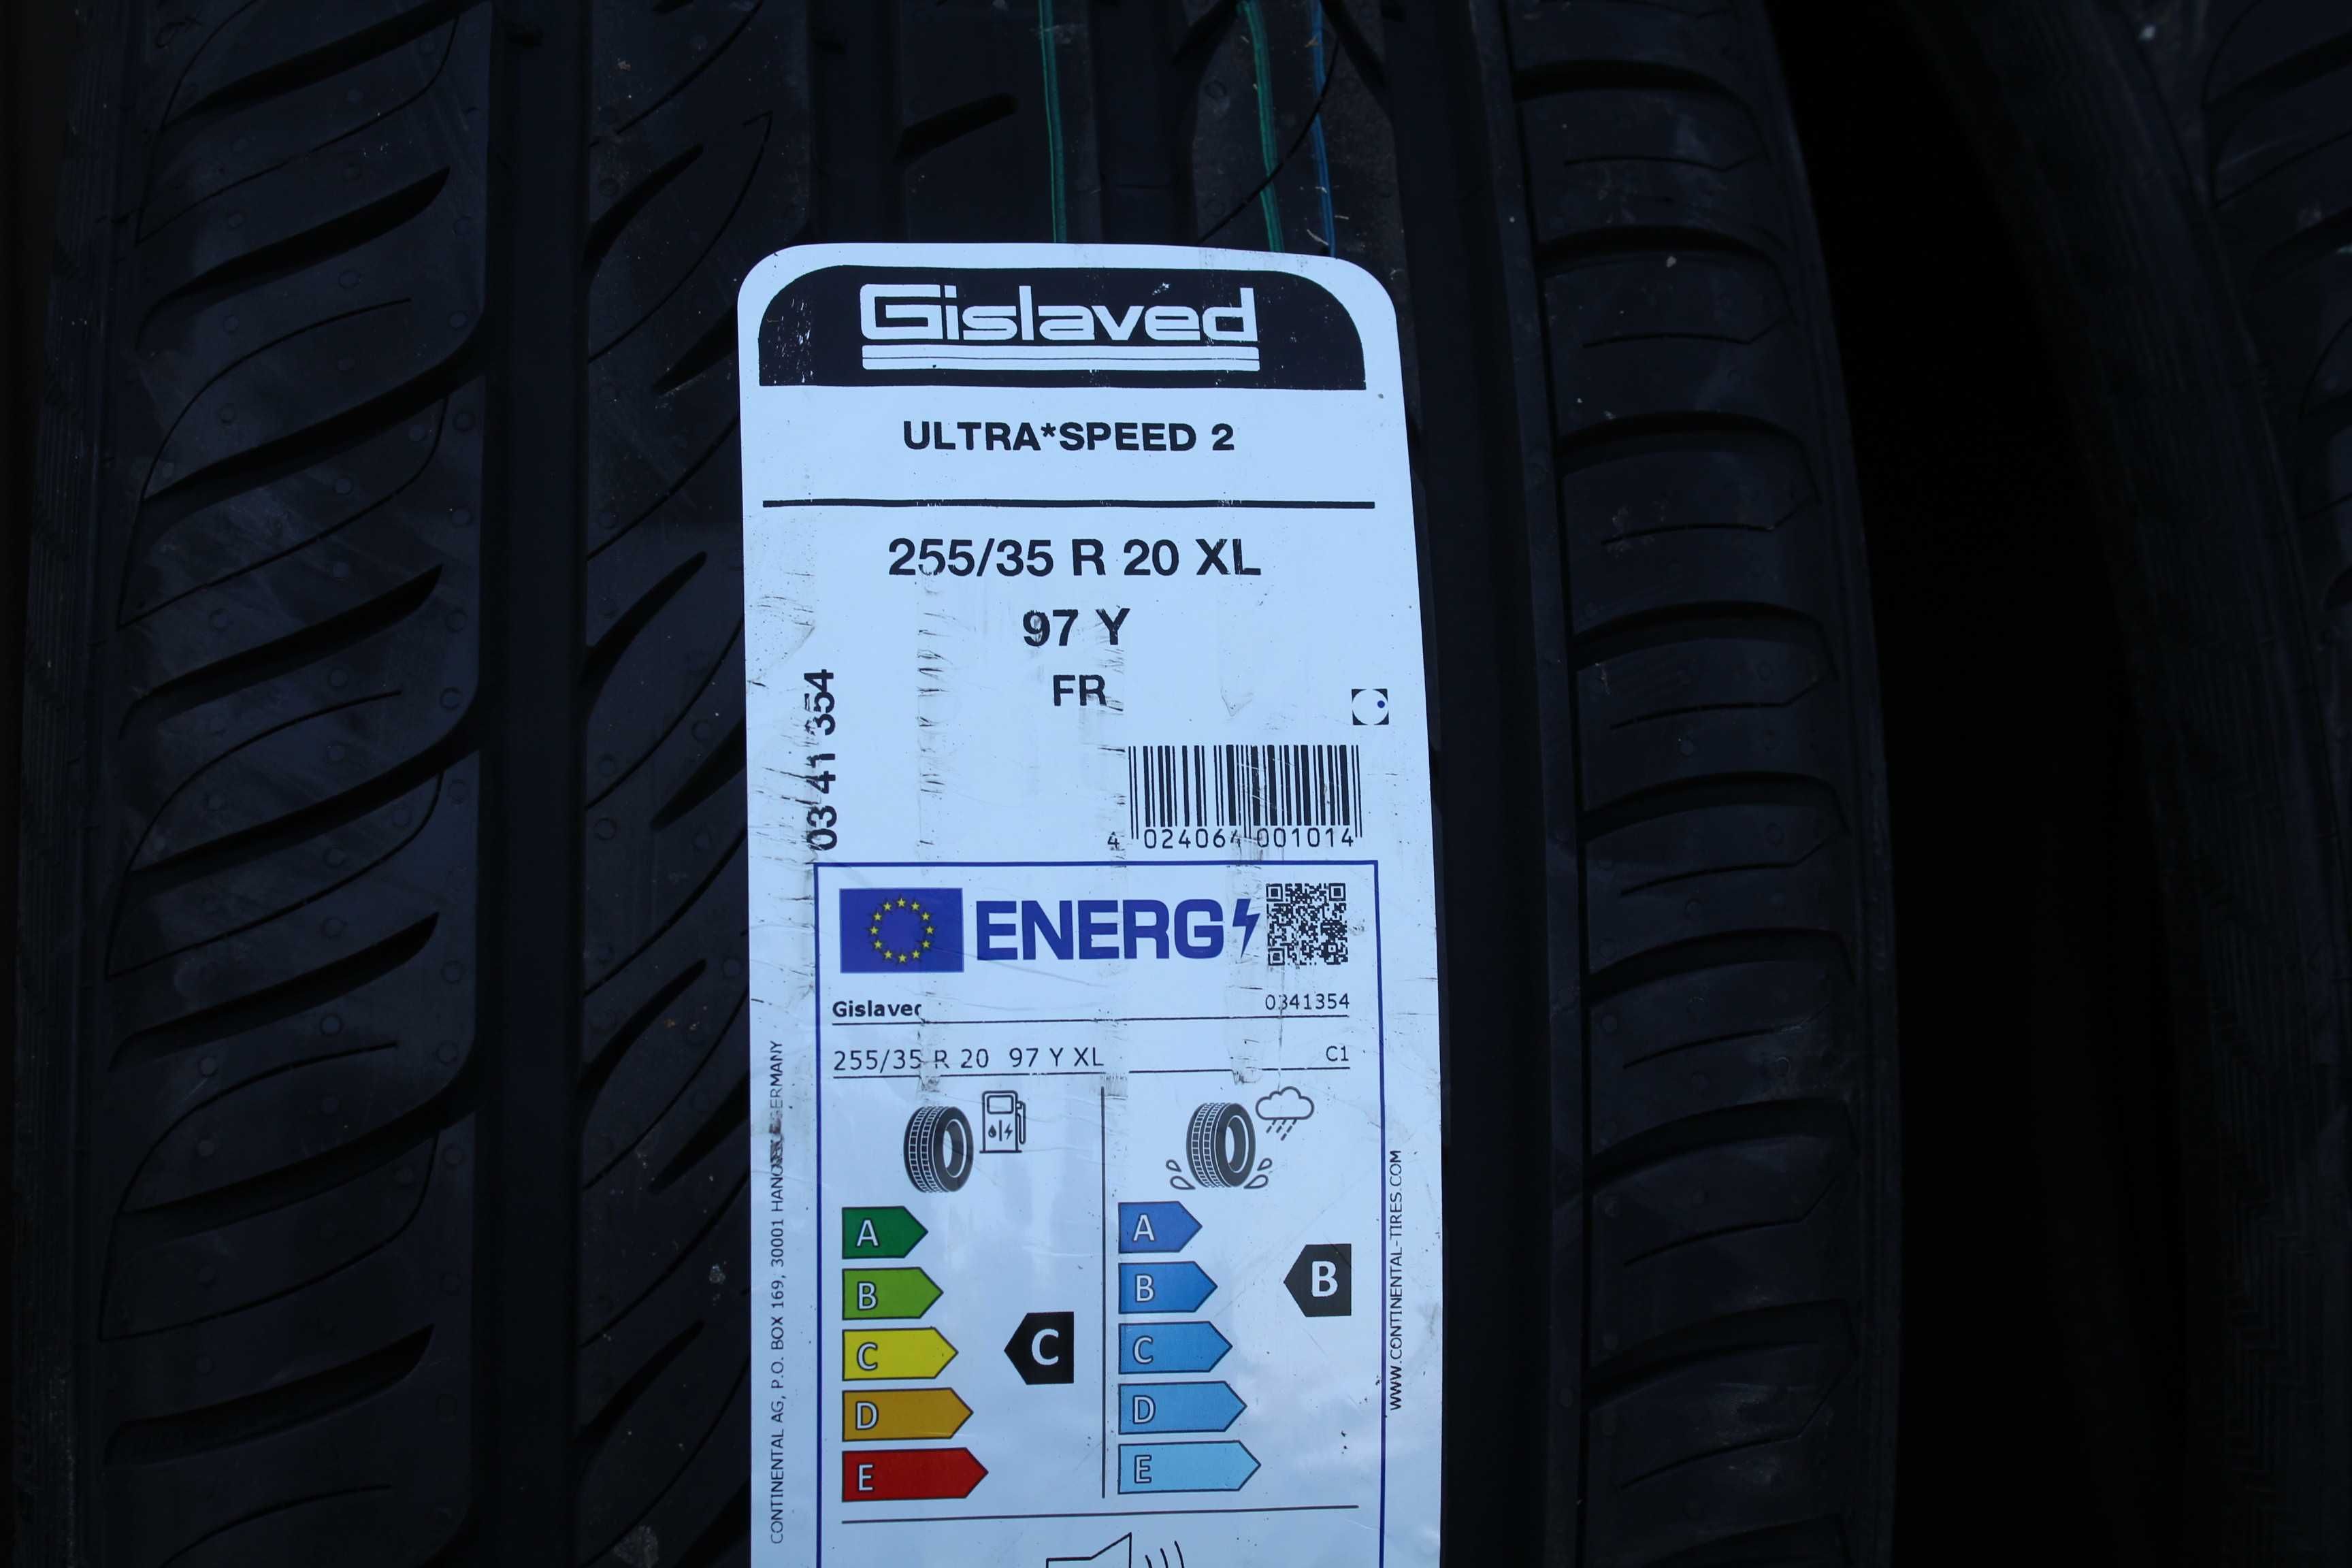 Gislaved
ULTRA*SPEED 2
255/35 R 20 XL
97 Y
FR
03 41 354
4 024064 001014
ENERG
Gislaved
0341354
255/35 R 20 97 Y XL
C1
A
B
C
D
E
C
A
B
C
D
E
B
CONTINENTAL AG, P.O. BOX 169, 30001 HANOVER GERMANY
WWW.CONTINENTAL-TIRES.COM